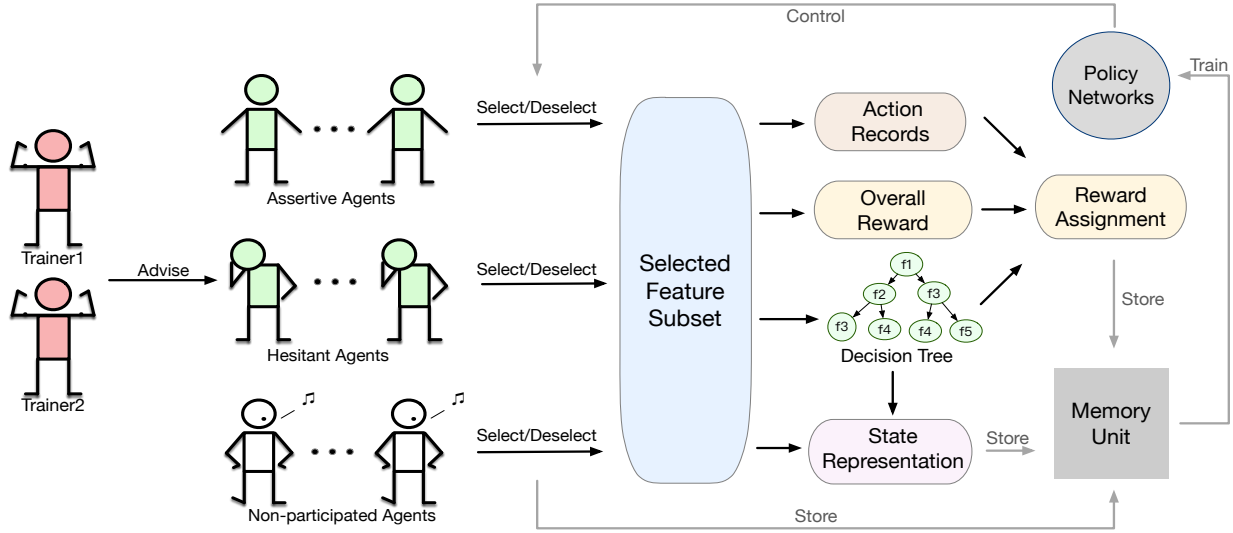 Control
Train
Policy
Networks
Select/Deselect
Action
Records
Assertive Agents
Overall
Reward
Reward
Assignment
Trainer1
Advise
Select/Deselect
Selected
Feature
Subset
f1
f2
f3
f3
f4
f4
f5
Decision Tree
Store
Hesitant Agents
Trainer2
Select/Deselect
State
Representation
Store
Memory
Unit
Non-participated Agents
Store